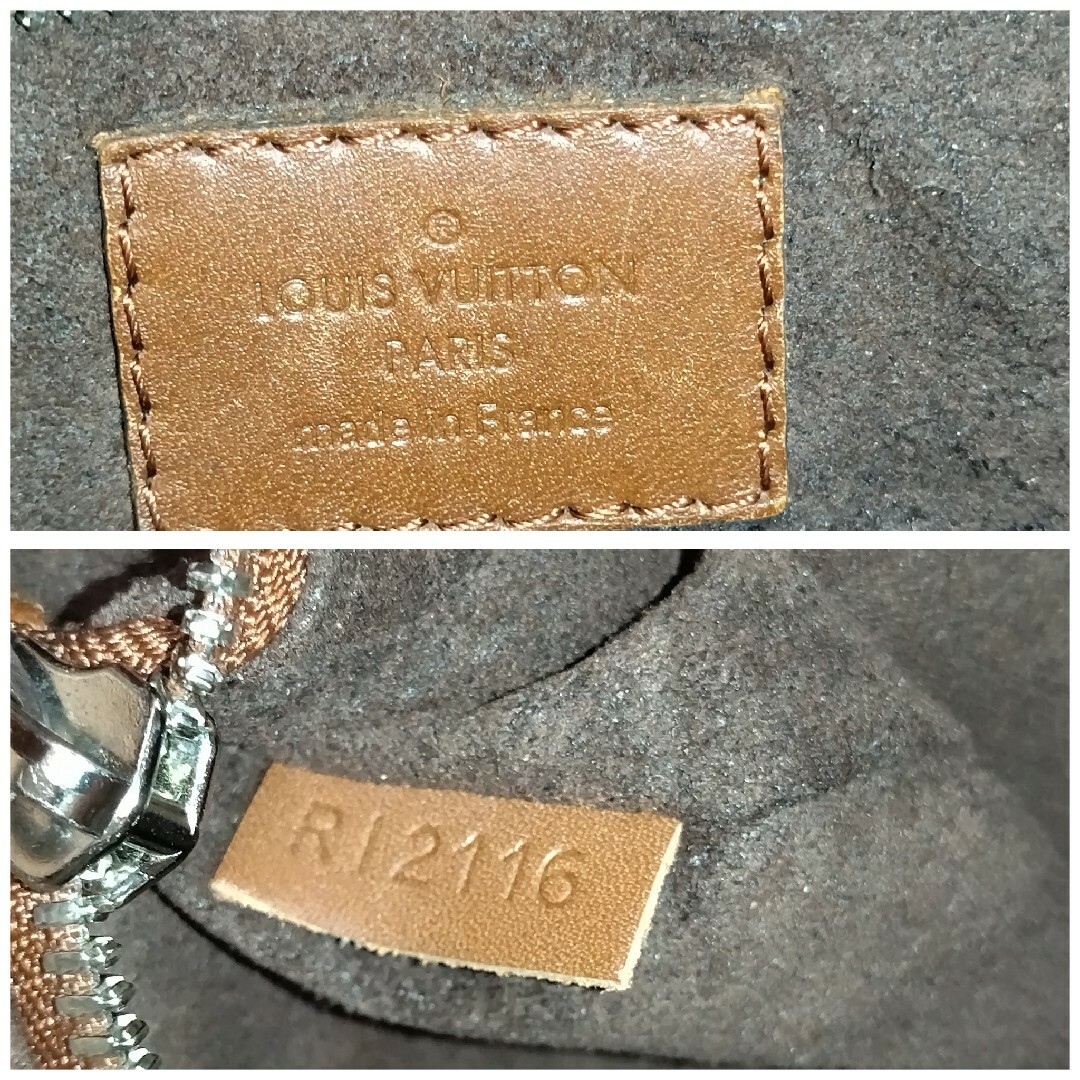 ®
LOUIS VUITTON
PARIS
made in France
RI2116